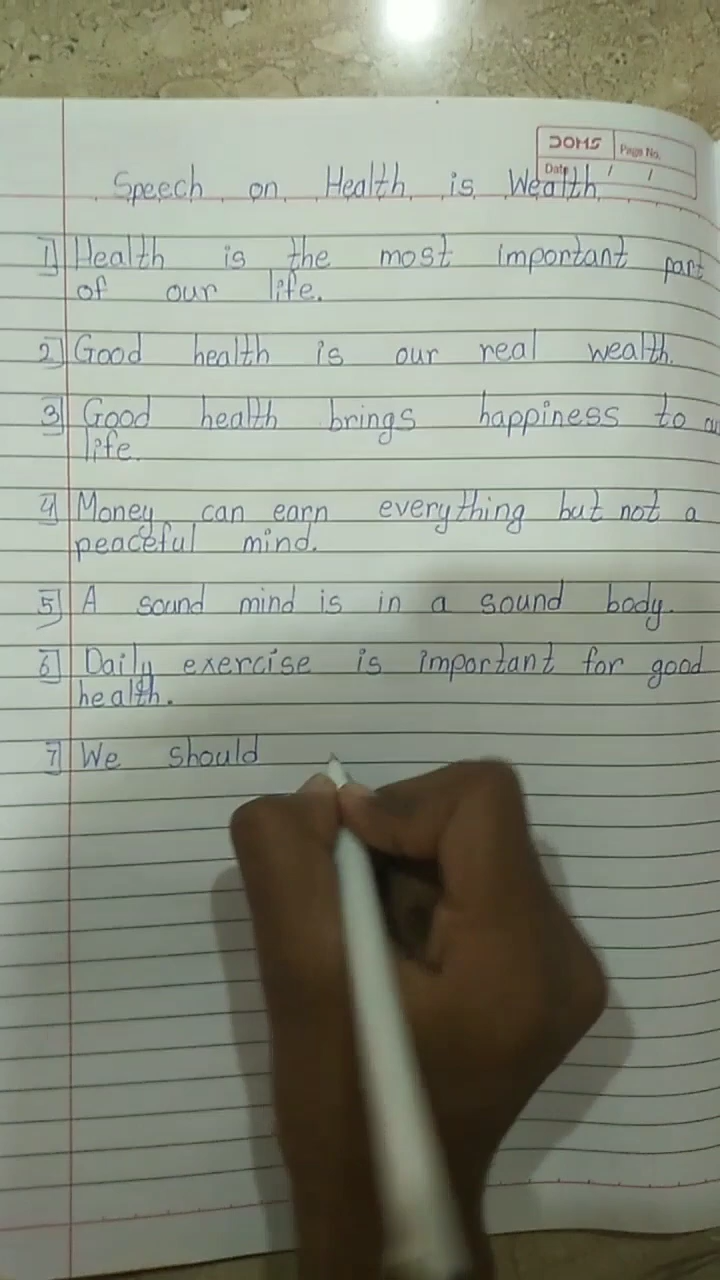 DOMS
Page No.
Date / /
Speech on Health is Wealth
1] Health is the most important part
of our life.
2] Good health is our real wealth.
3] Good health brings happiness to
life.
4] Money can earn everything but not a
peaceful mind.
5] A sound mind is in a sound body.
6] Daily exercise is important for good
health.
7] We should